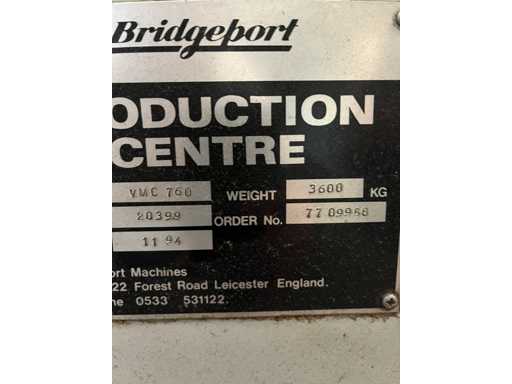 Bridgeport
ODUCTION
CENTRE
VMC 760 WEIGHT 3600 KG
20399 ORDER No. 77 09968
11 94
ort Machines
22 Forest Road Leicester England.
ne 0533 531122.